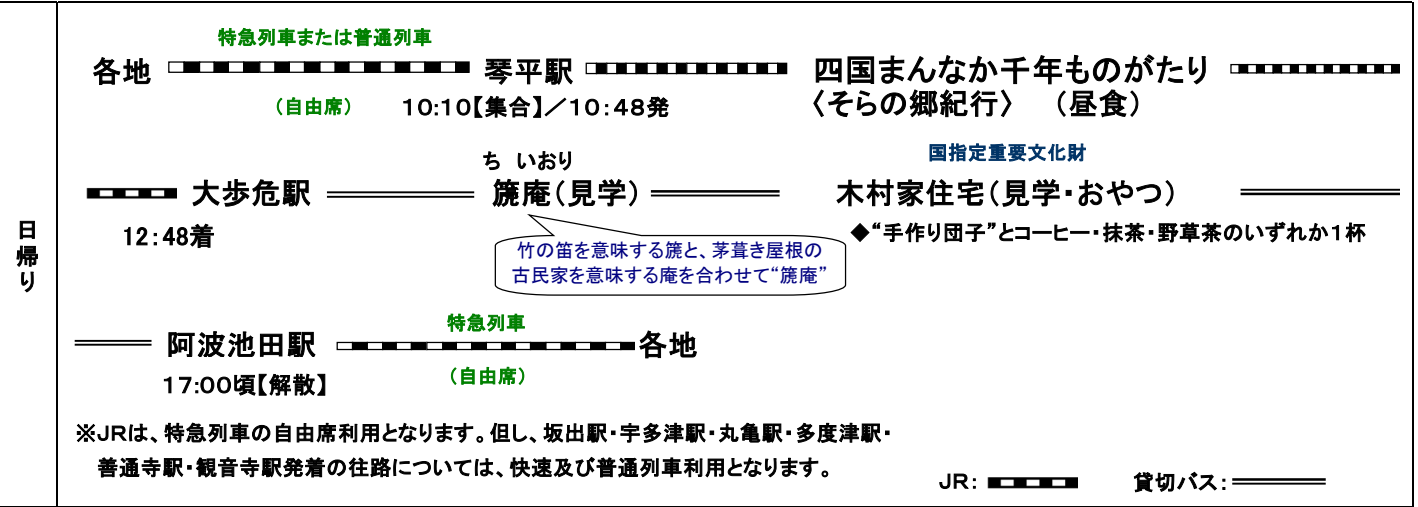 日帰り
特急列車または普通列車
各地 琴平駅 四国まんなか千年ものがたり
(自由席) 10:10【集合】／10:48発 〈そらの郷紀行〉 (昼食)
ち いおり 国指定重要文化財
大歩危駅 篪庵(見学) 木村家住宅(見学・おやつ)
12:48着 ◆“手作り団子”とコーヒー・抹茶・野草茶のいずれか1杯
竹の笛を意味する篪と、茅葺き屋根の
古民家を意味する庵を合わせて“篪庵”
特急列車
阿波池田駅 各地
17:00頃【解散】 (自由席)
※JRは、特急列車の自由席利用となります。但し、坂出駅・宇多津駅・丸亀駅・多度津駅・
善通寺駅・観音寺駅発着の往路については、快速及び普通列車利用となります。
JR: 貸切バス: